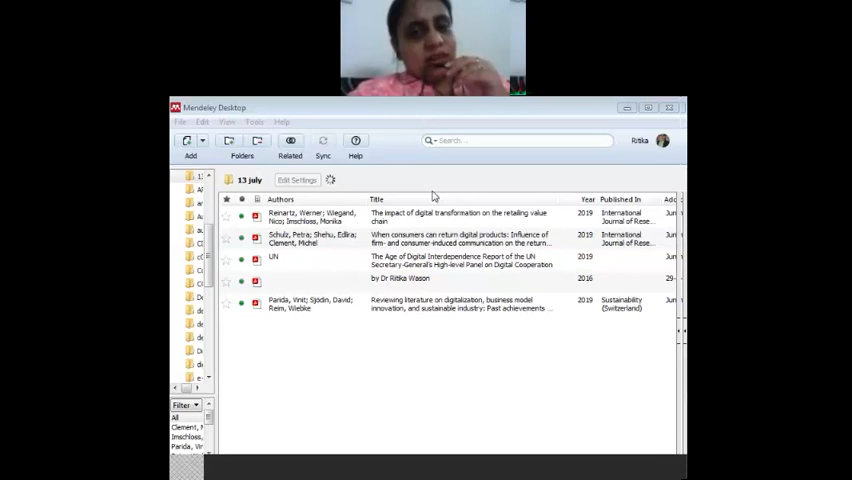 Mendeley Desktop
File Edit View Tools Help
Search...
Ritika
Add Folders Related Sync Help
13 july Edit Settings
Authors Title Year Published In
Reinartz, Werner; Wiegand, The impact of digital transformation on the retailing value 2019 International
Nico; Imschloss, Monika chain Journal of Rese...
Schulz, Petra; Shehu, Edlira; When consumers can return digital products: Influence of 2019 International
Clement, Michel firm- and consumer-induced communication on the return... Journal of Rese...
UN The Age of Digital Interdependence Report of the UN 2019
Secretary-General's High-level Panel on Digital Cooperation
by Dr Ritika Wason 2016 29-
Parida, Vinit; Sjödin, David; Reviewing literature on digitalization, business model 2019 Sustainability
Reim, Wiebke innovation, and sustainable industry: Past achievements ... (Switzerland)
Filter
All
Clement, M
Imschloss,
Parida, Vin